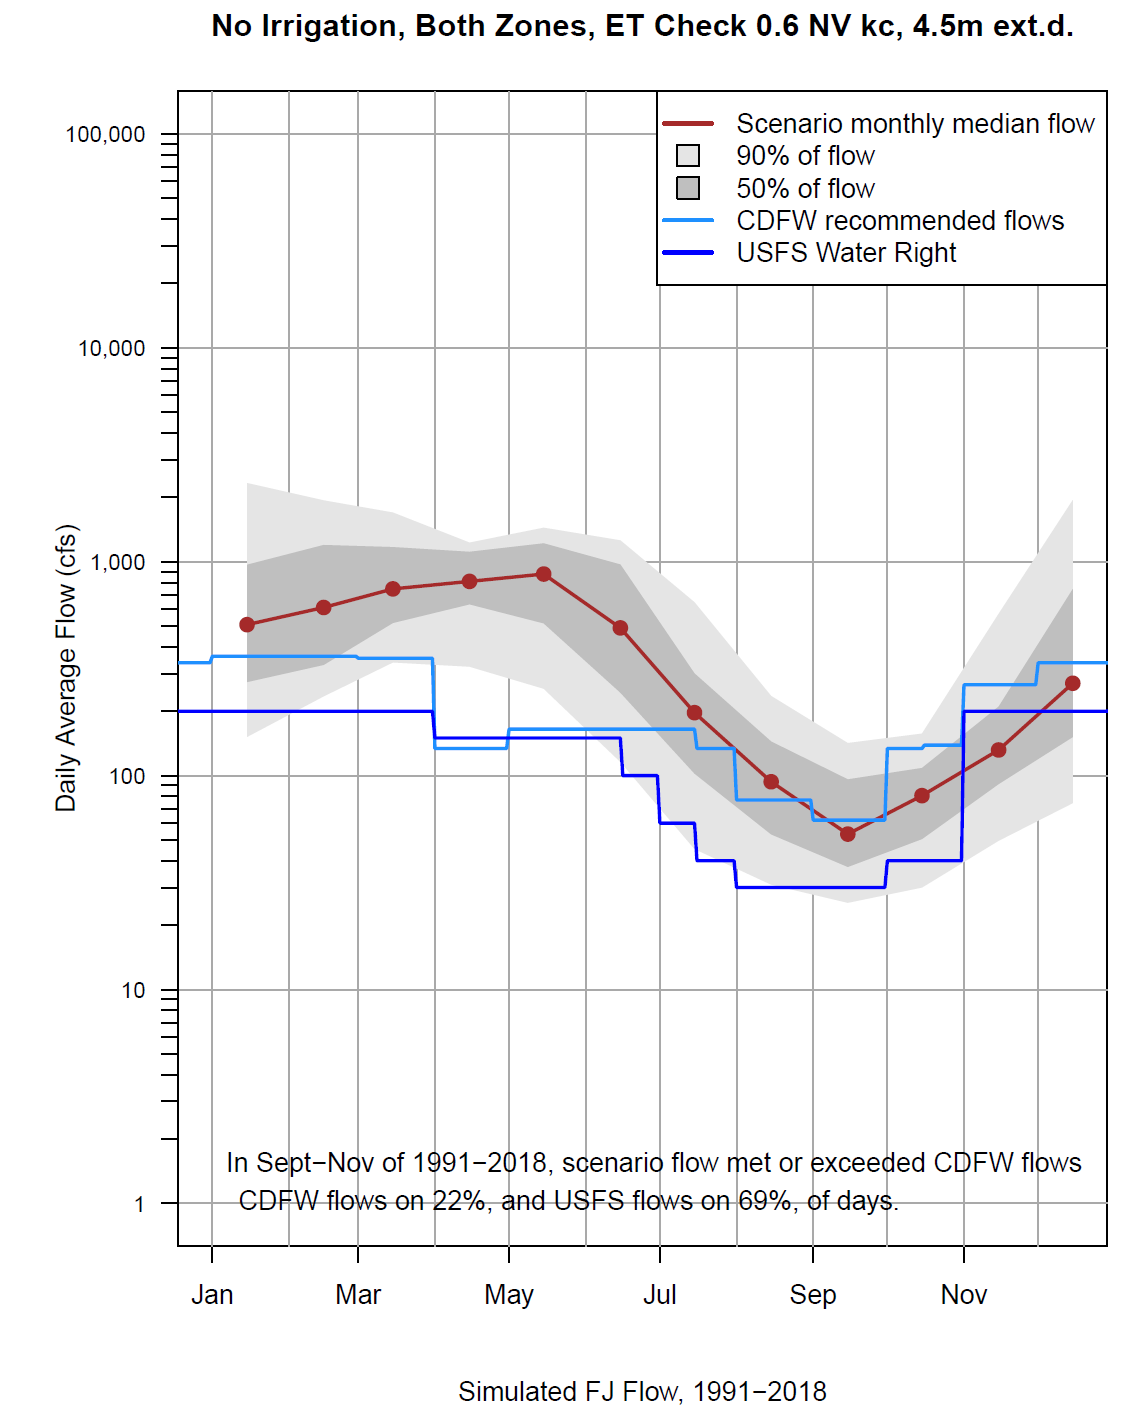 No Irrigation, Both Zones, ET Check 0.6 NV kc, 4.5m ext.d.
Scenario monthly median flow
90% of flow
50% of flow
CDFW recommended flows
USFS Water Right
100,000
10,000
1,000
100
10
1
Daily Average Flow (cfs)
In Sept−Nov of 1991−2018, scenario flow met or exceeded CDFW flows
CDFW flows on 22%, and USFS flows on 69%, of days.
Jan Mar May Jul Sep Nov
Simulated FJ Flow, 1991−2018